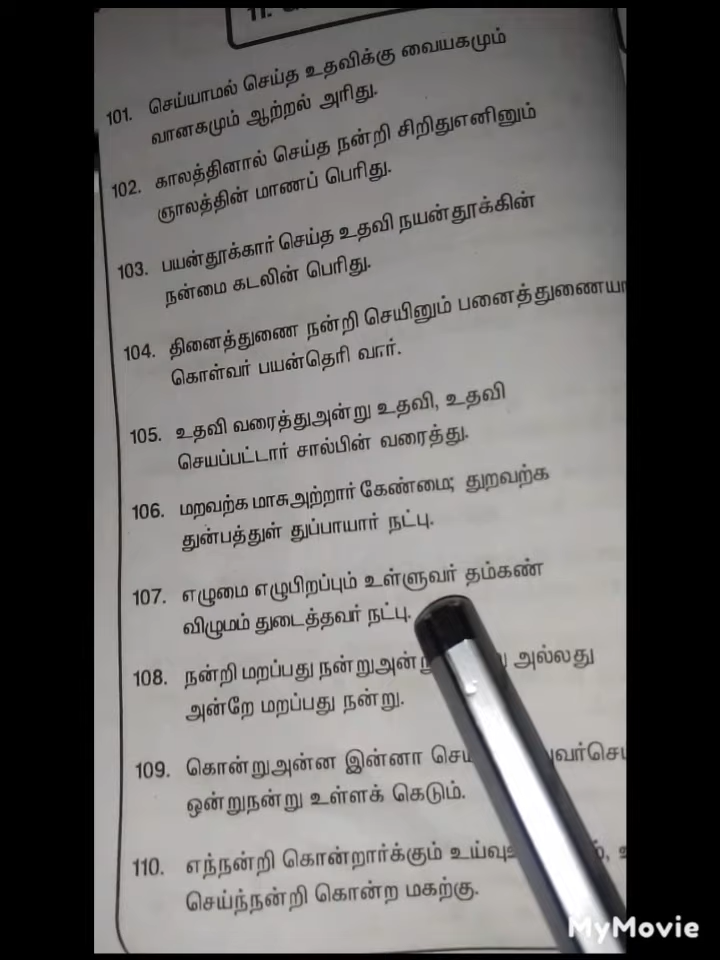 11.
101. செய்யாமல் செய்த உதவிக்கு வையகமும்
வானகமும் ஆற்றல் அரிது.
102. காலத்தினால் செய்த நன்றி சிறிதுஎனினும்
ஞாலத்தின் மாணப் பெரிது.
103. பயன்தூக்கார் செய்த உதவி நயன்தூக்கின்
நன்மை கடலின் பெரிது.
104. தினைத்துணை நன்றி செயினும் பனைத்துணையா
கொள்வர் பயன்தெரி வார்.
105. உதவி வரைத்துஅன்று உதவி, உதவி
செயப்பட்டார் சால்பின் வரைத்து.
106. மறவற்க மாசுஅற்றார் கேண்மை; துறவற்க
துன்பத்துள் துப்பாயார் நட்பு.
107. எழுமை எழுபிறப்பும் உள்ளுவர் தம்கண்
விழுமம் துடைத்தவர் நட்பு.
108. நன்றி மறப்பது நன்றுஅன்று அல்லது
அன்றே மறப்பது நன்று.
109. கொன்றுஅன்ன இன்னா
ஒன்றுநன்று உள்ளக் கெடும்.
110. எந்நன்றி கொன்றார்க்கும்
செய்ந்நன்றி கொன்ற மகற்கு.
MyMovie